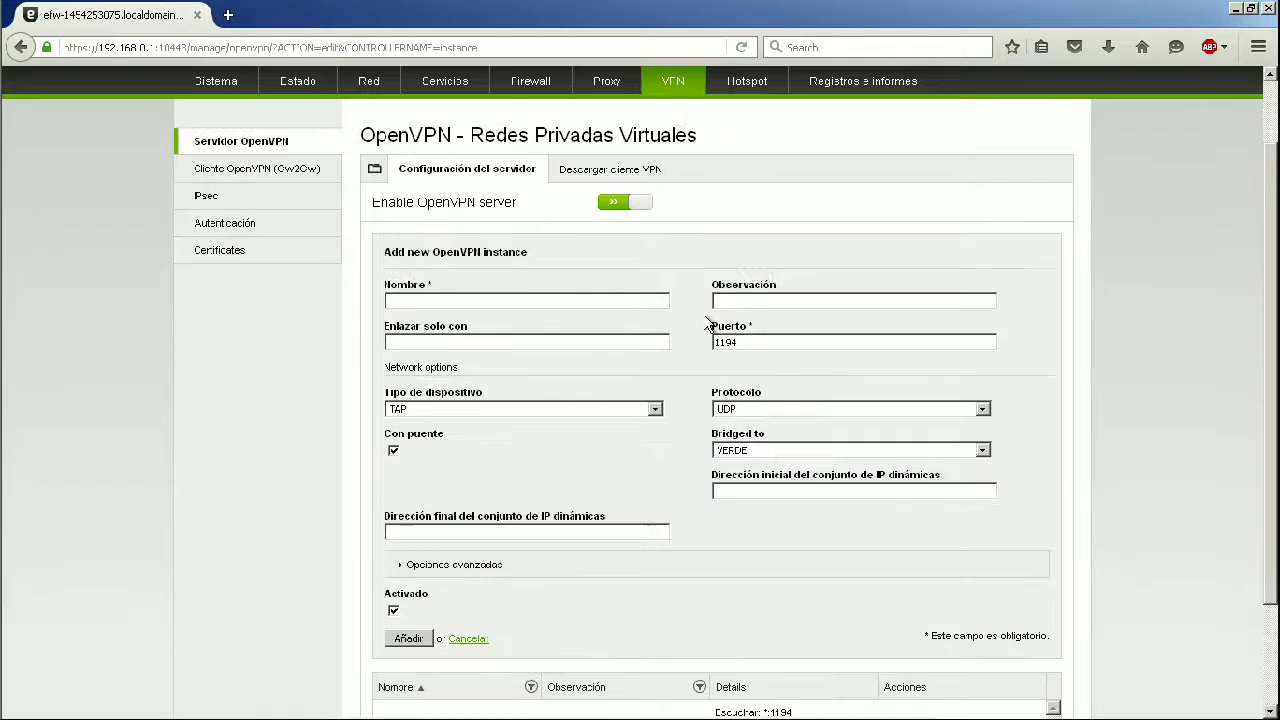 efw-1454253075.localdomain...
https://192.168.0.1:10443/manage/openvpn/?ACTION=edit&CONTROLLERNAME=instance
Search
ABP
Sistema Estado Red Servicios Firewall Proxy VPN Hotspot Registros e informes
Servidor OpenVPN
Cliente OpenVPN (Gw2Gw)
IPsec
Autenticación
Certificates
OpenVPN - Redes Privadas Virtuales
Configuración del servidor Descargar cliente VPN
Enable OpenVPN server
Add new OpenVPN instance
Nombre * Observación
Enlazar solo con Puerto *
1194
Network options
Tipo de dispositivo Protocolo
TAP UDP
Con puente Bridged to
VERDE
Dirección inicial del conjunto de IP dinámicas
Dirección final del conjunto de IP dinámicas
Opciones avanzadas
Activado
Añadir or Cancelar
* Este campo es obligatorio.
Nombre Observación Details Acciones
Escuchar: *:1194